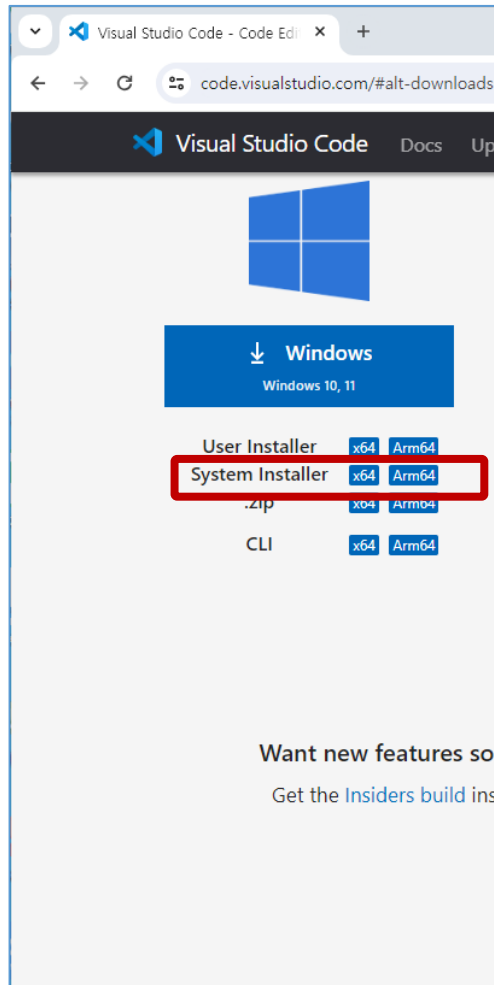 Visual Studio Code - Code Edi
code.visualstudio.com/#alt-downloads
Visual Studio Code Docs Up
Windows
Windows 10, 11
User Installer x64 Arm64
System Installer x64 Arm64
.zip x64 Arm64
CLI x64 Arm64
Want new features so
Get the Insiders build ins